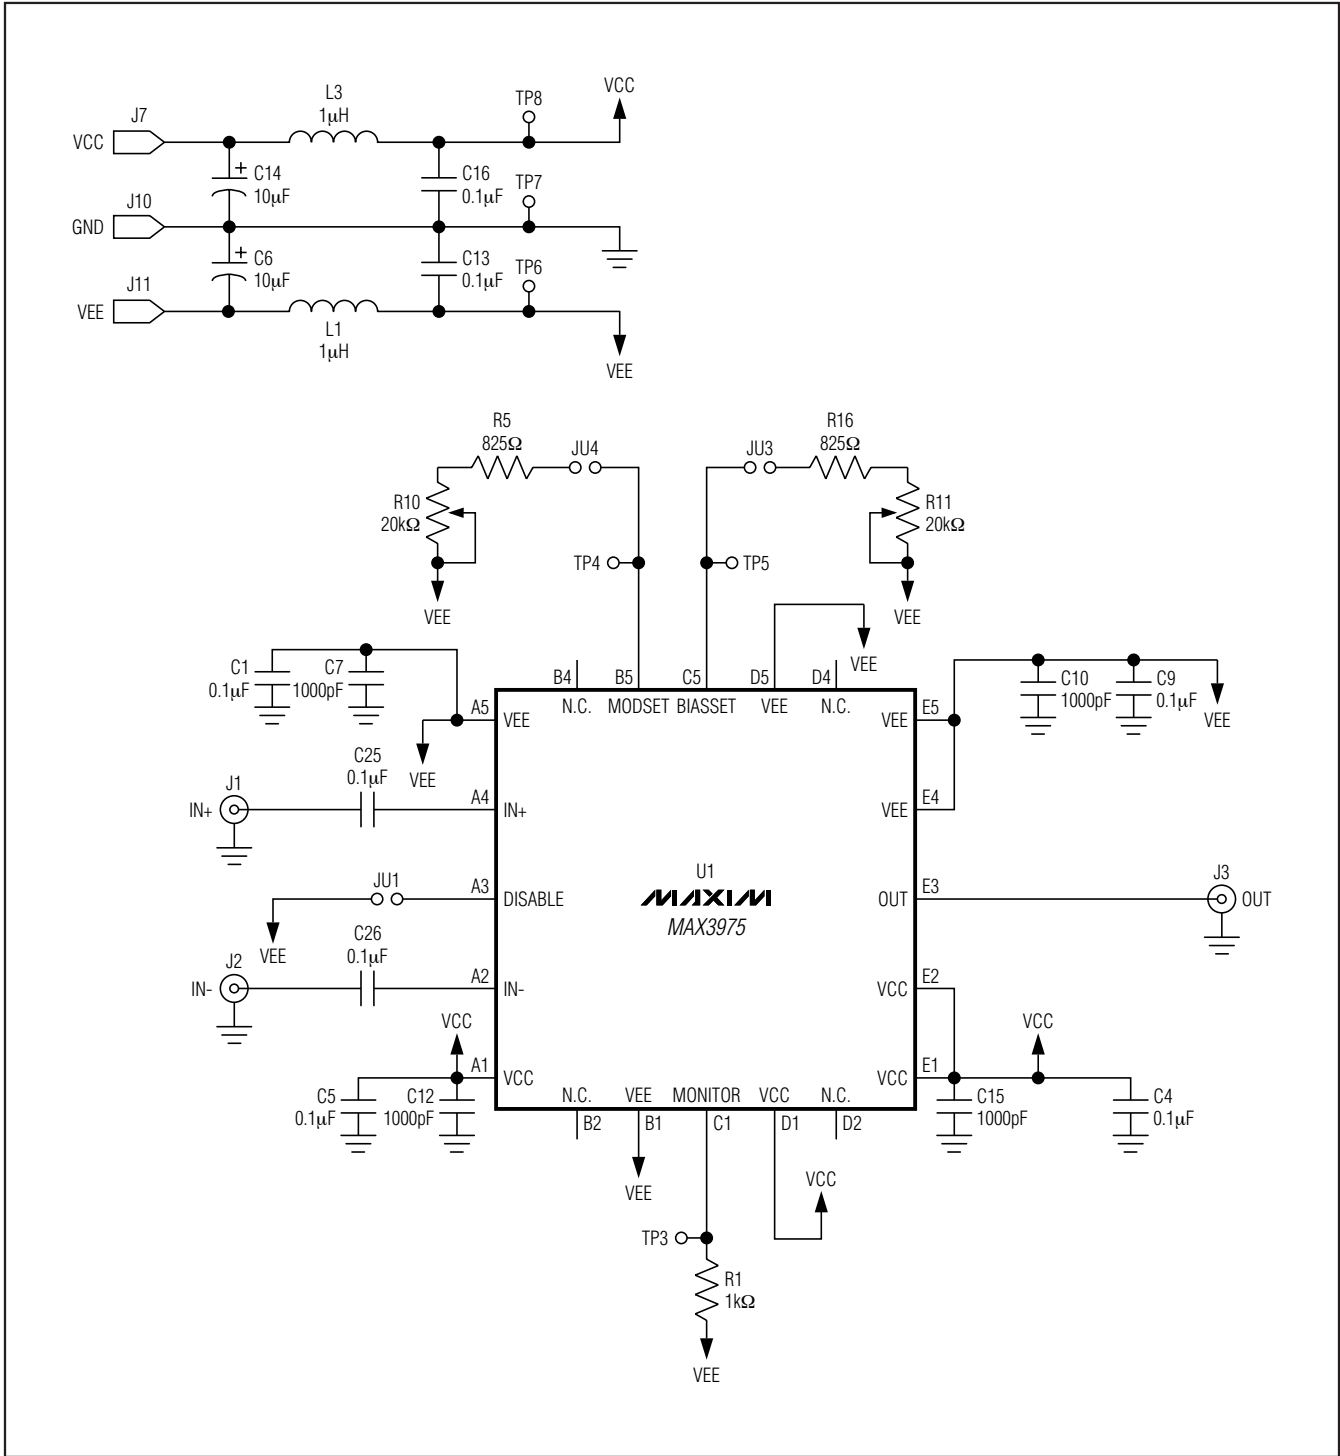 L3
1μH
VCC
TP8
J7
VCC
C14
10μF
+
C16
0.1μF
TP7
J10
GND
C6
10μF
+
C13
0.1μF
TP6
J11
VEE
L1
1μH
VEE
R5
825Ω
JU4
JU3
R16
825Ω
R10
20kΩ
R11
20kΩ
TP4
TP5
VEE
VEE
VEE
C1
0.1μF
C7
1000pF
B4
B5
C5
D5
D4
N.C.
MODSET
BIASSET
VEE
N.C.
C10
1000pF
C9
0.1μF
VEE
A5
VEE
VEE
E5
VEE
C25
0.1μF
J1
IN+
A4
IN+
VEE
E4
JU1
A3
DISABLE
VEE
U1
MAXIM
MAX3975
OUT
E3
J3
OUT
C26
0.1μF
J2
IN-
A2
IN-
VCC
E2
VCC
A1
VCC
VCC
E1
VCC
C5
0.1μF
C12
1000pF
N.C.
VEE
MONITOR
VCC
N.C.
B2
B1
C1
D1
D2
C15
1000pF
C4
0.1μF
VEE
VCC
TP3
R1
1kΩ
VEE